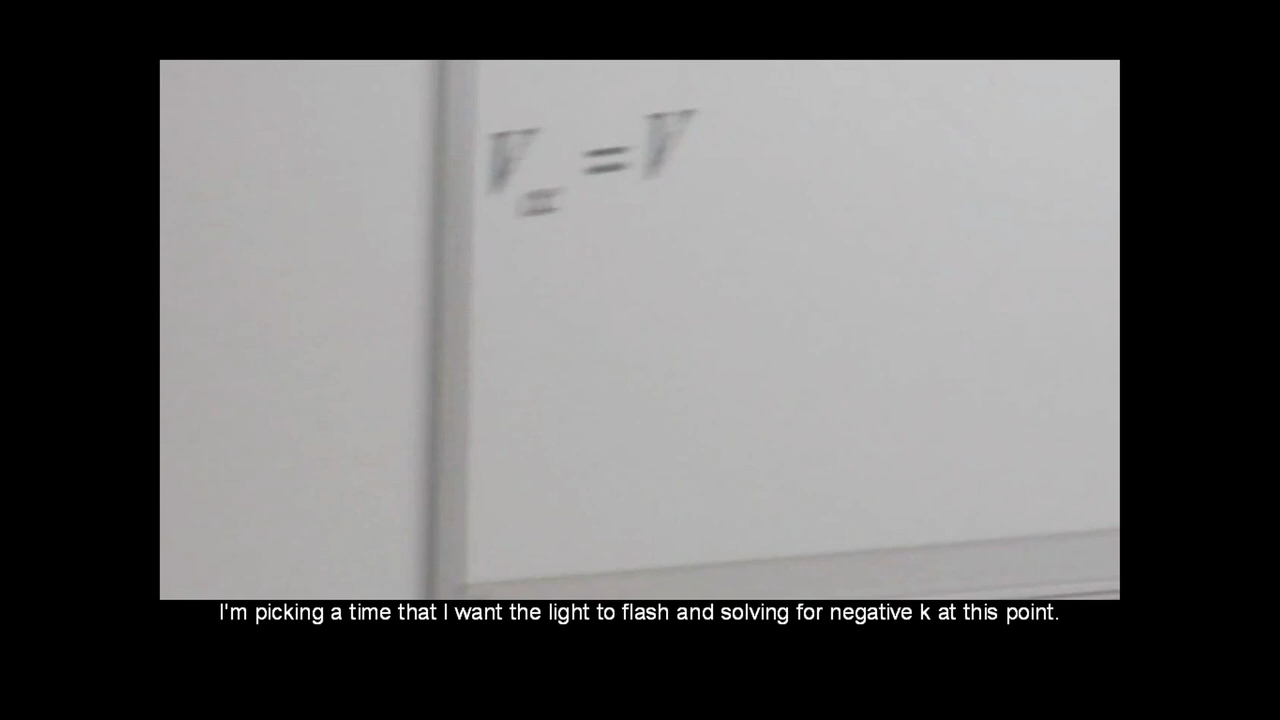 V = V
I'm picking a time that I want the light to flash and solving for negative k at this point.